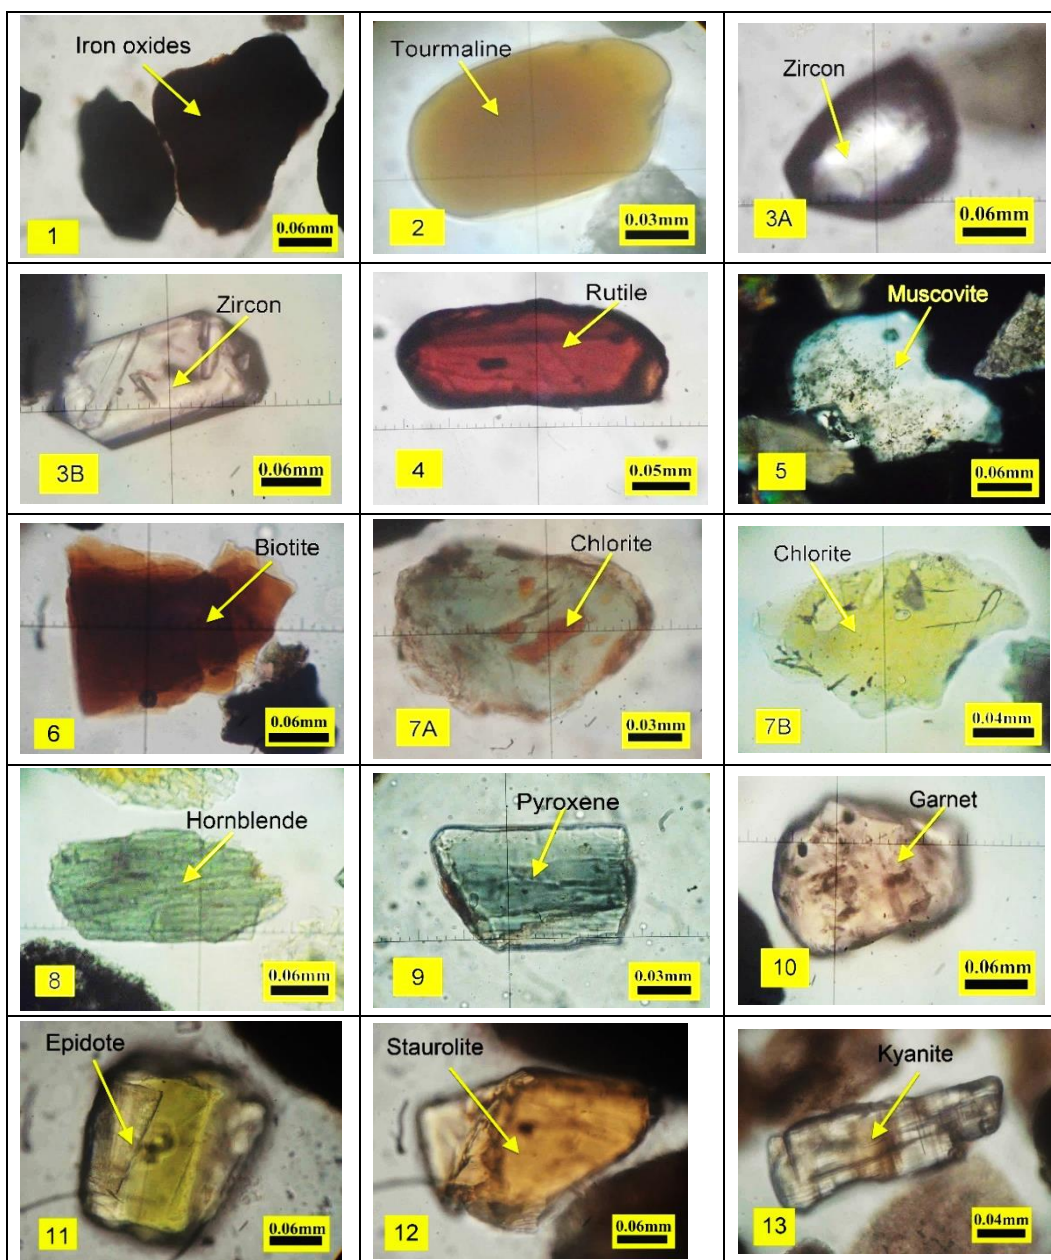 Iron oxides
1
0.06mm
Tourmaline
2
0.03mm
Zircon
3A
0.06mm
Zircon
3B
0.06mm
Rutile
4
0.05mm
Muscovite
5
0.06mm
Biotite
6
0.06mm
Chlorite
7A
0.03mm
Chlorite
7B
0.04mm
Hornblende
8
0.06mm
Pyroxene
9
0.03mm
Garnet
10
0.06mm
Epidote
11
0.06mm
Staurolite
12
0.06mm
Kyanite
13
0.04mm